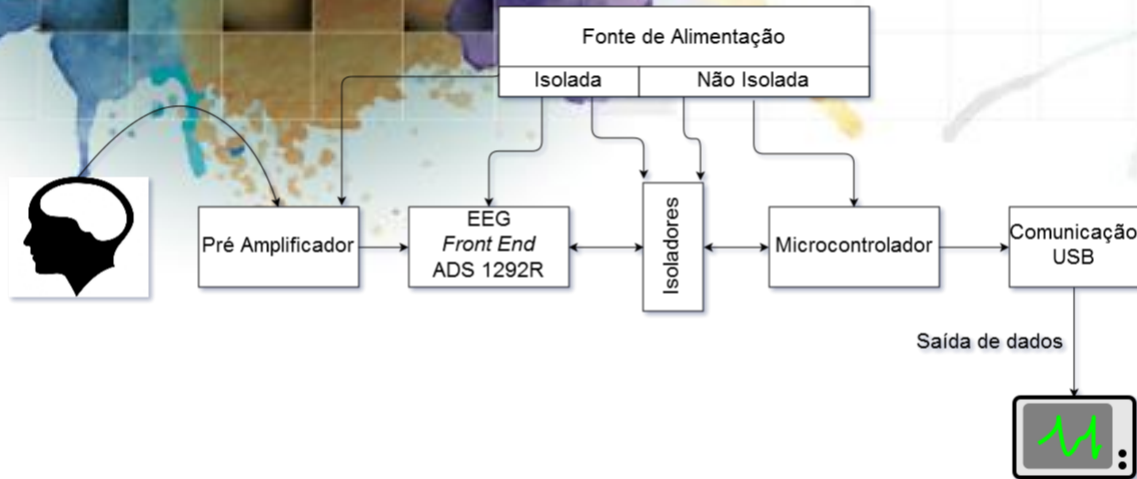 Fonte de Alimentação
Isolada
Não Isolada
Pré Amplificador
EEG
Front End
ADS 1292R
Isoladores
Microcontrolador
Comunicação
USB
Saída de dados